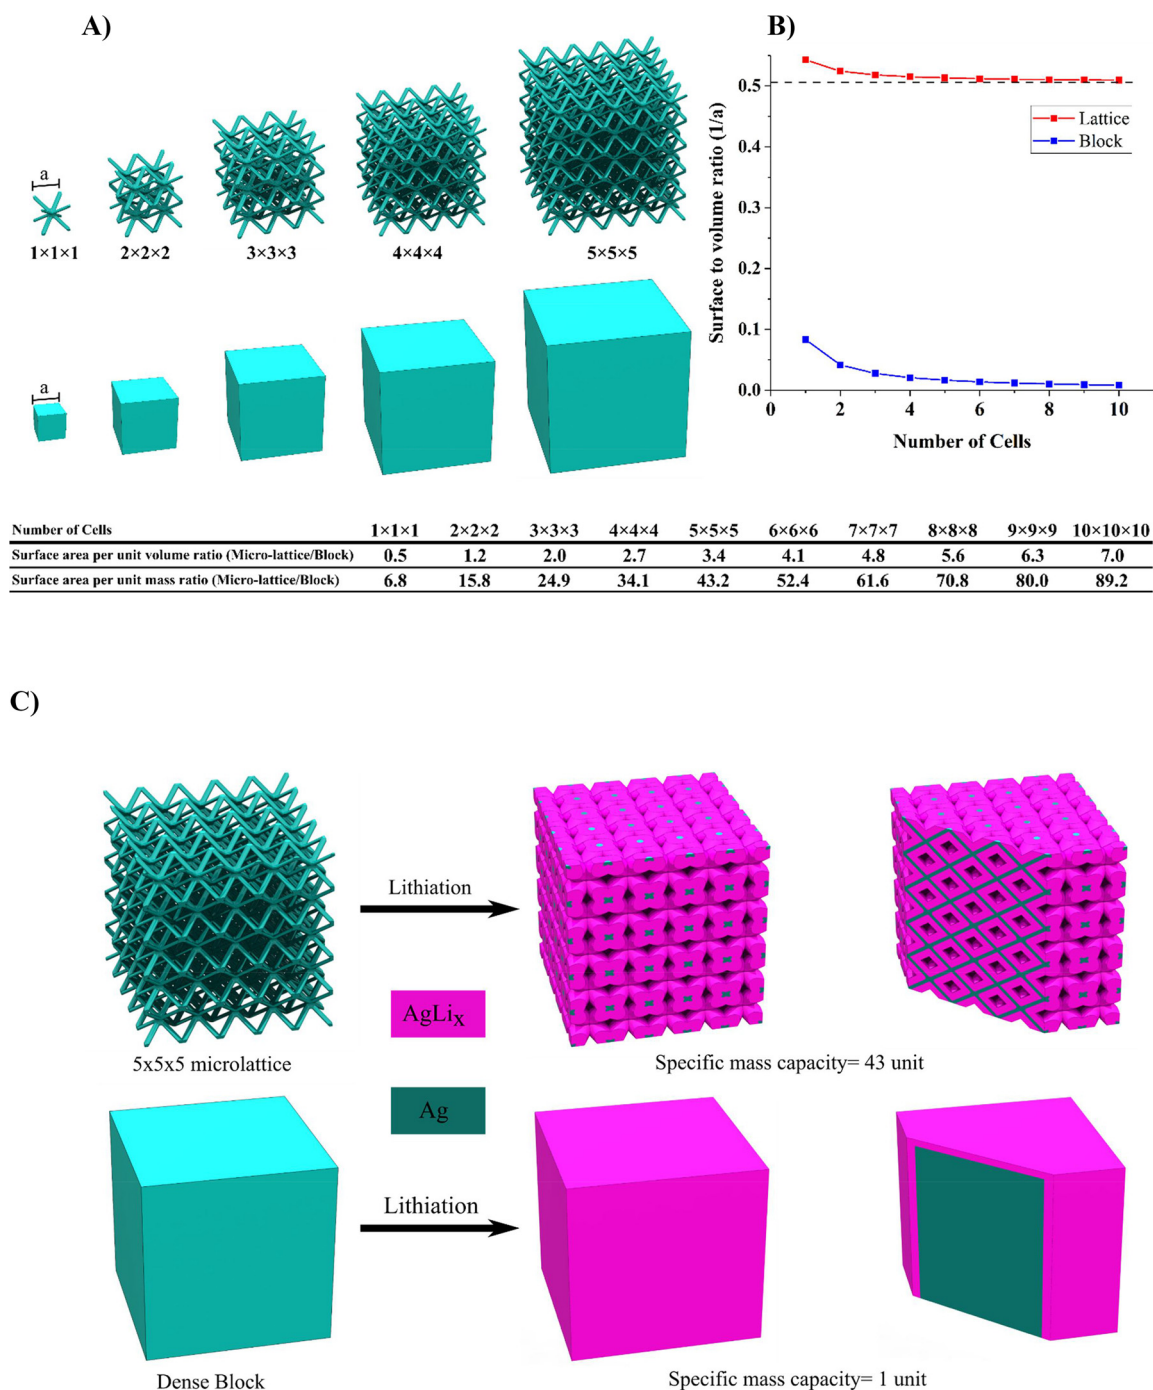 A)
a
1×1×1 2×2×2 3×3×3 4×4×4 5×5×5
a
B)
Surface to volume ratio (1/a)
0.5
0.4
0.3
0.2
0.1
0.0
Lattice
Block
0 2 4 6 8 10
Number of Cells
Number of Cells 1×1×1 2×2×2 3×3×3 4×4×4 5×5×5 6×6×6 7×7×7 8×8×8 9×9×9 10×10×10
Surface area per unit volume ratio (Micro-lattice/Block) 0.5 1.2 2.0 2.7 3.4 4.1 4.8 5.6 6.3 7.0
Surface area per unit mass ratio (Micro-lattice/Block) 6.8 15.8 24.9 34.1 43.2 52.4 61.6 70.8 80.0 89.2
C)
Lithiation
AgLix
5x5x5 microlattice
Specific mass capacity= 43 unit
Ag
Lithiation
Dense Block
Specific mass capacity= 1 unit